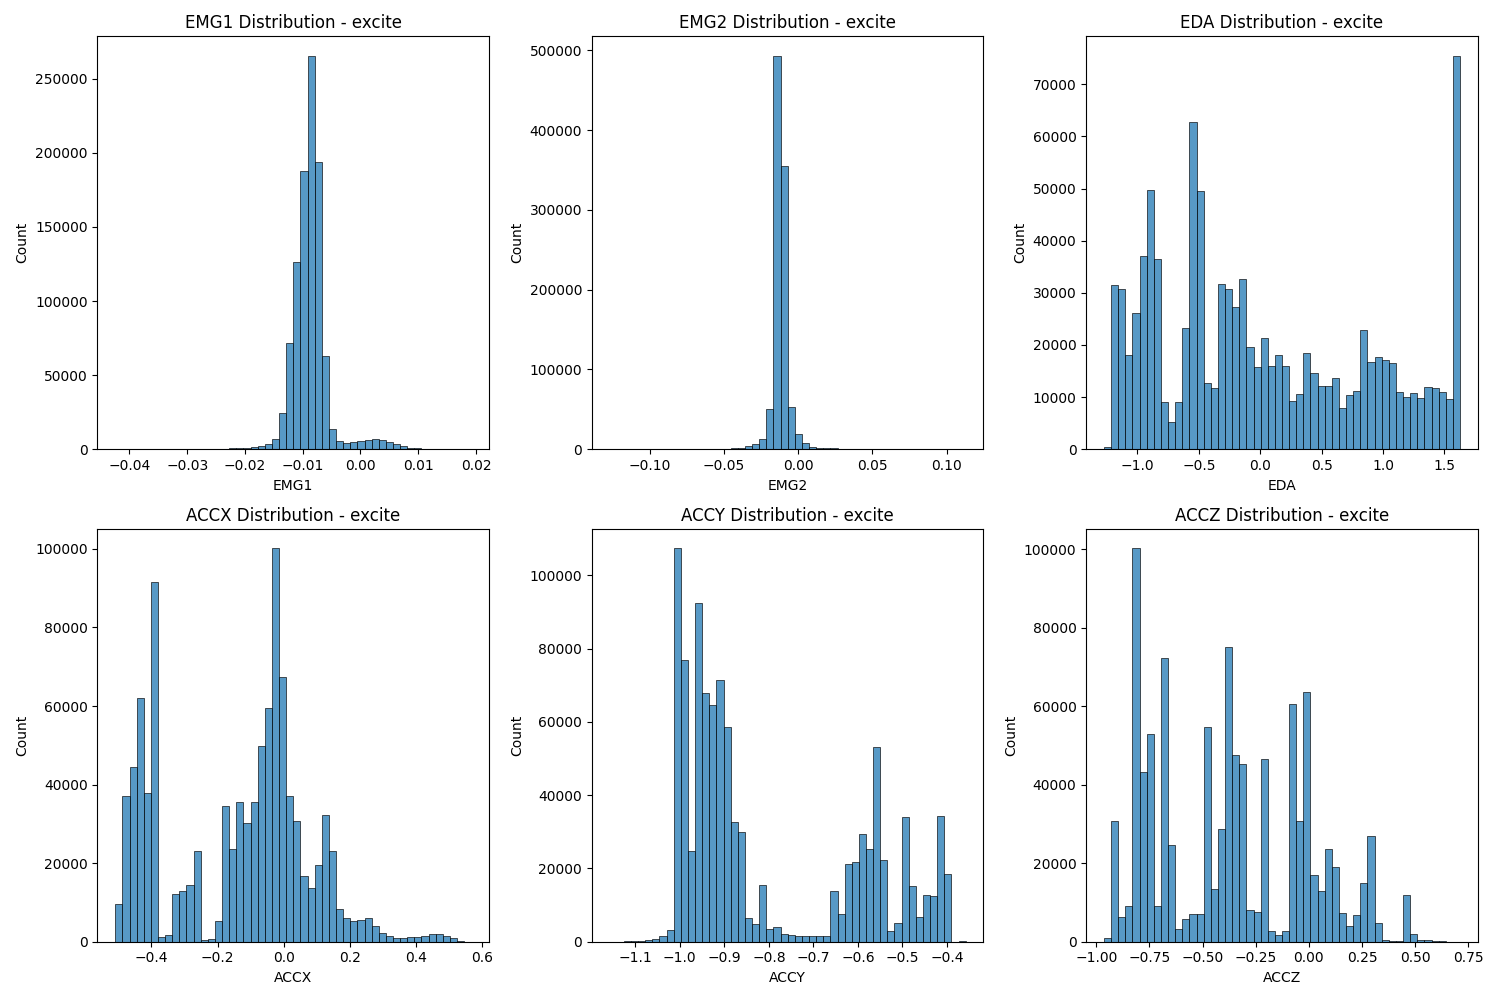 EMG1 Distribution - excite
250000
200000
150000
100000
50000
0
Count
−0.04 −0.03 −0.02 −0.01 0.00 0.01 0.02
EMG1
EMG2 Distribution - excite
500000
400000
300000
200000
100000
0
Count
−0.10 −0.05 0.00 0.05 0.10
EMG2
EDA Distribution - excite
70000
60000
50000
40000
30000
20000
10000
0
Count
−1.0 −0.5 0.0 0.5 1.0 1.5
EDA
ACCX Distribution - excite
100000
80000
60000
40000
20000
0
Count
−0.4 −0.2 0.0 0.2 0.4 0.6
ACCX
ACCY Distribution - excite
100000
80000
60000
40000
20000
0
Count
−1.1 −1.0 −0.9 −0.8 −0.7 −0.6 −0.5 −0.4
ACCY
ACCZ Distribution - excite
100000
80000
60000
40000
20000
0
Count
−1.00 −0.75 −0.50 −0.25 0.00 0.25 0.50 0.75
ACCZ